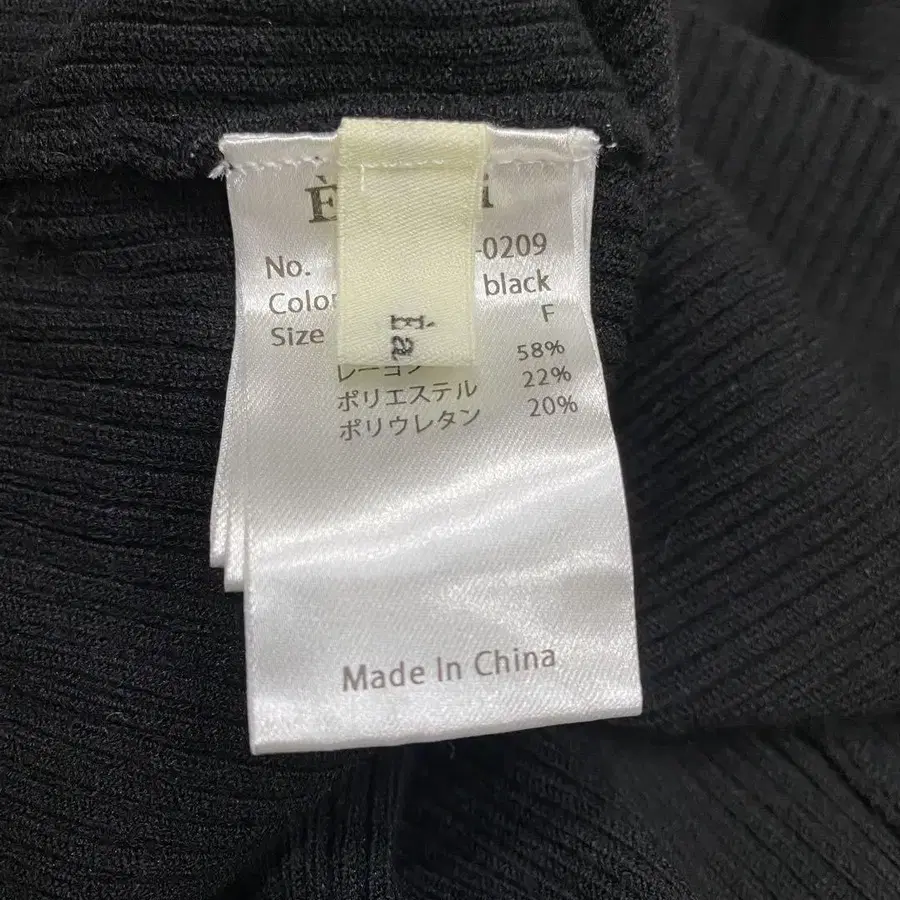 No. -0209
Color black
Size F
レーヨン 58%
ポリエステル 22%
ポリウレタン 20%
Made In China